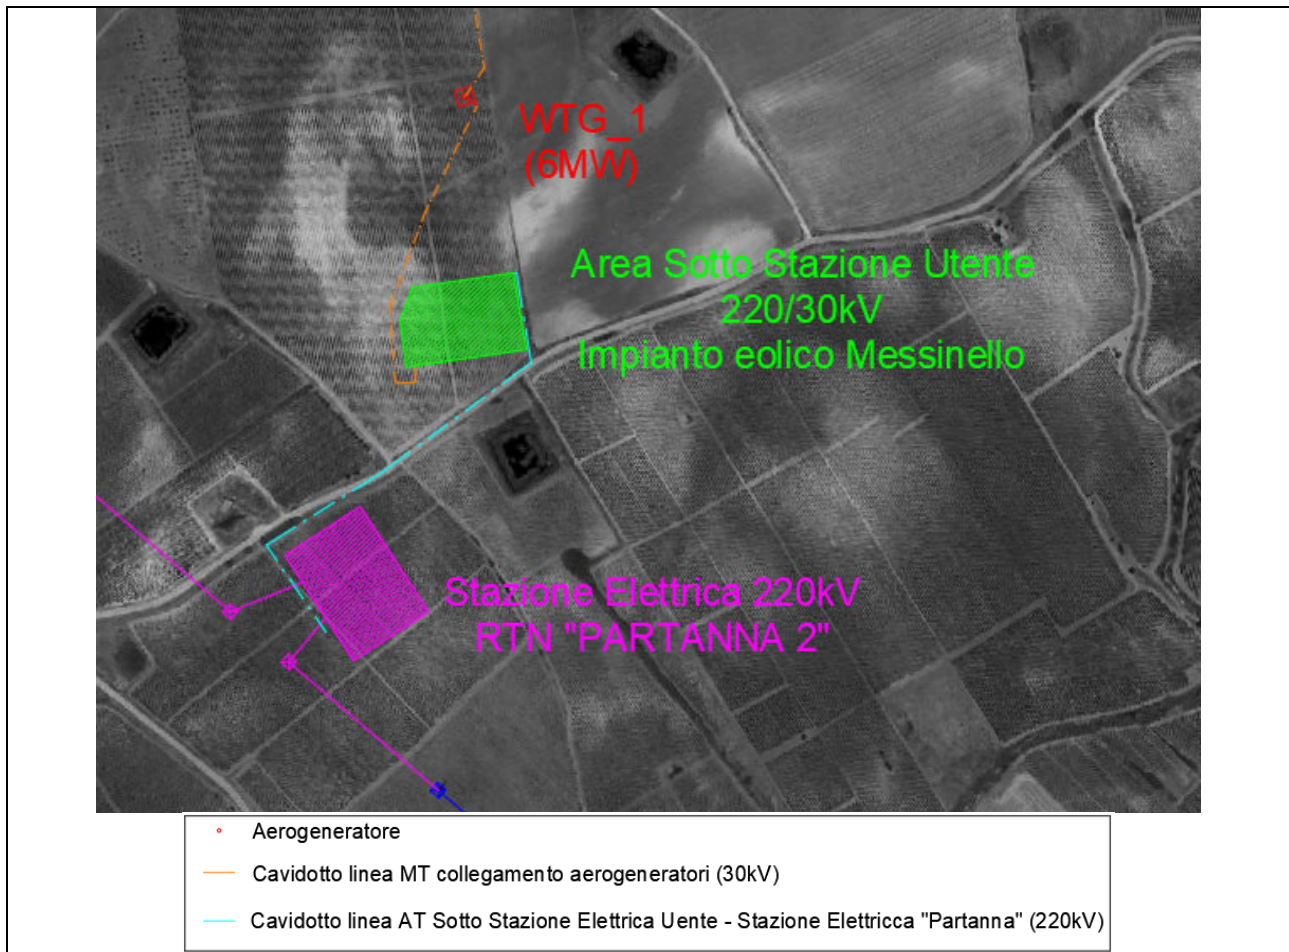 WTG_1
(6MW)
Area Sotto Stazione Utente
220/30kV
Impianto eolico Messinello
Stazione Elettrica 220kV
RTN "PARTANNA 2"
Aerogeneratore
Cavidotto linea MT collegamento aerogeneratori (30kV)
Cavidotto linea AT Sotto Stazione Elettrica Uente - Stazione Elettricca "Partanna" (220kV)